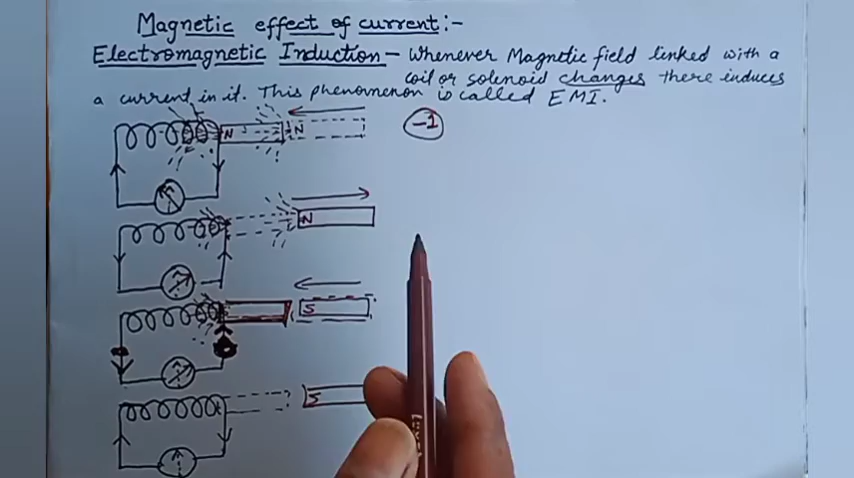 Magnetic effect of current:-
Electromagnetic Induction - Whenever Magnetic field linked with a
coil or solenoid changes there induces
a current in it. This phenomenon is called EMI.
N N -1
N
S
S